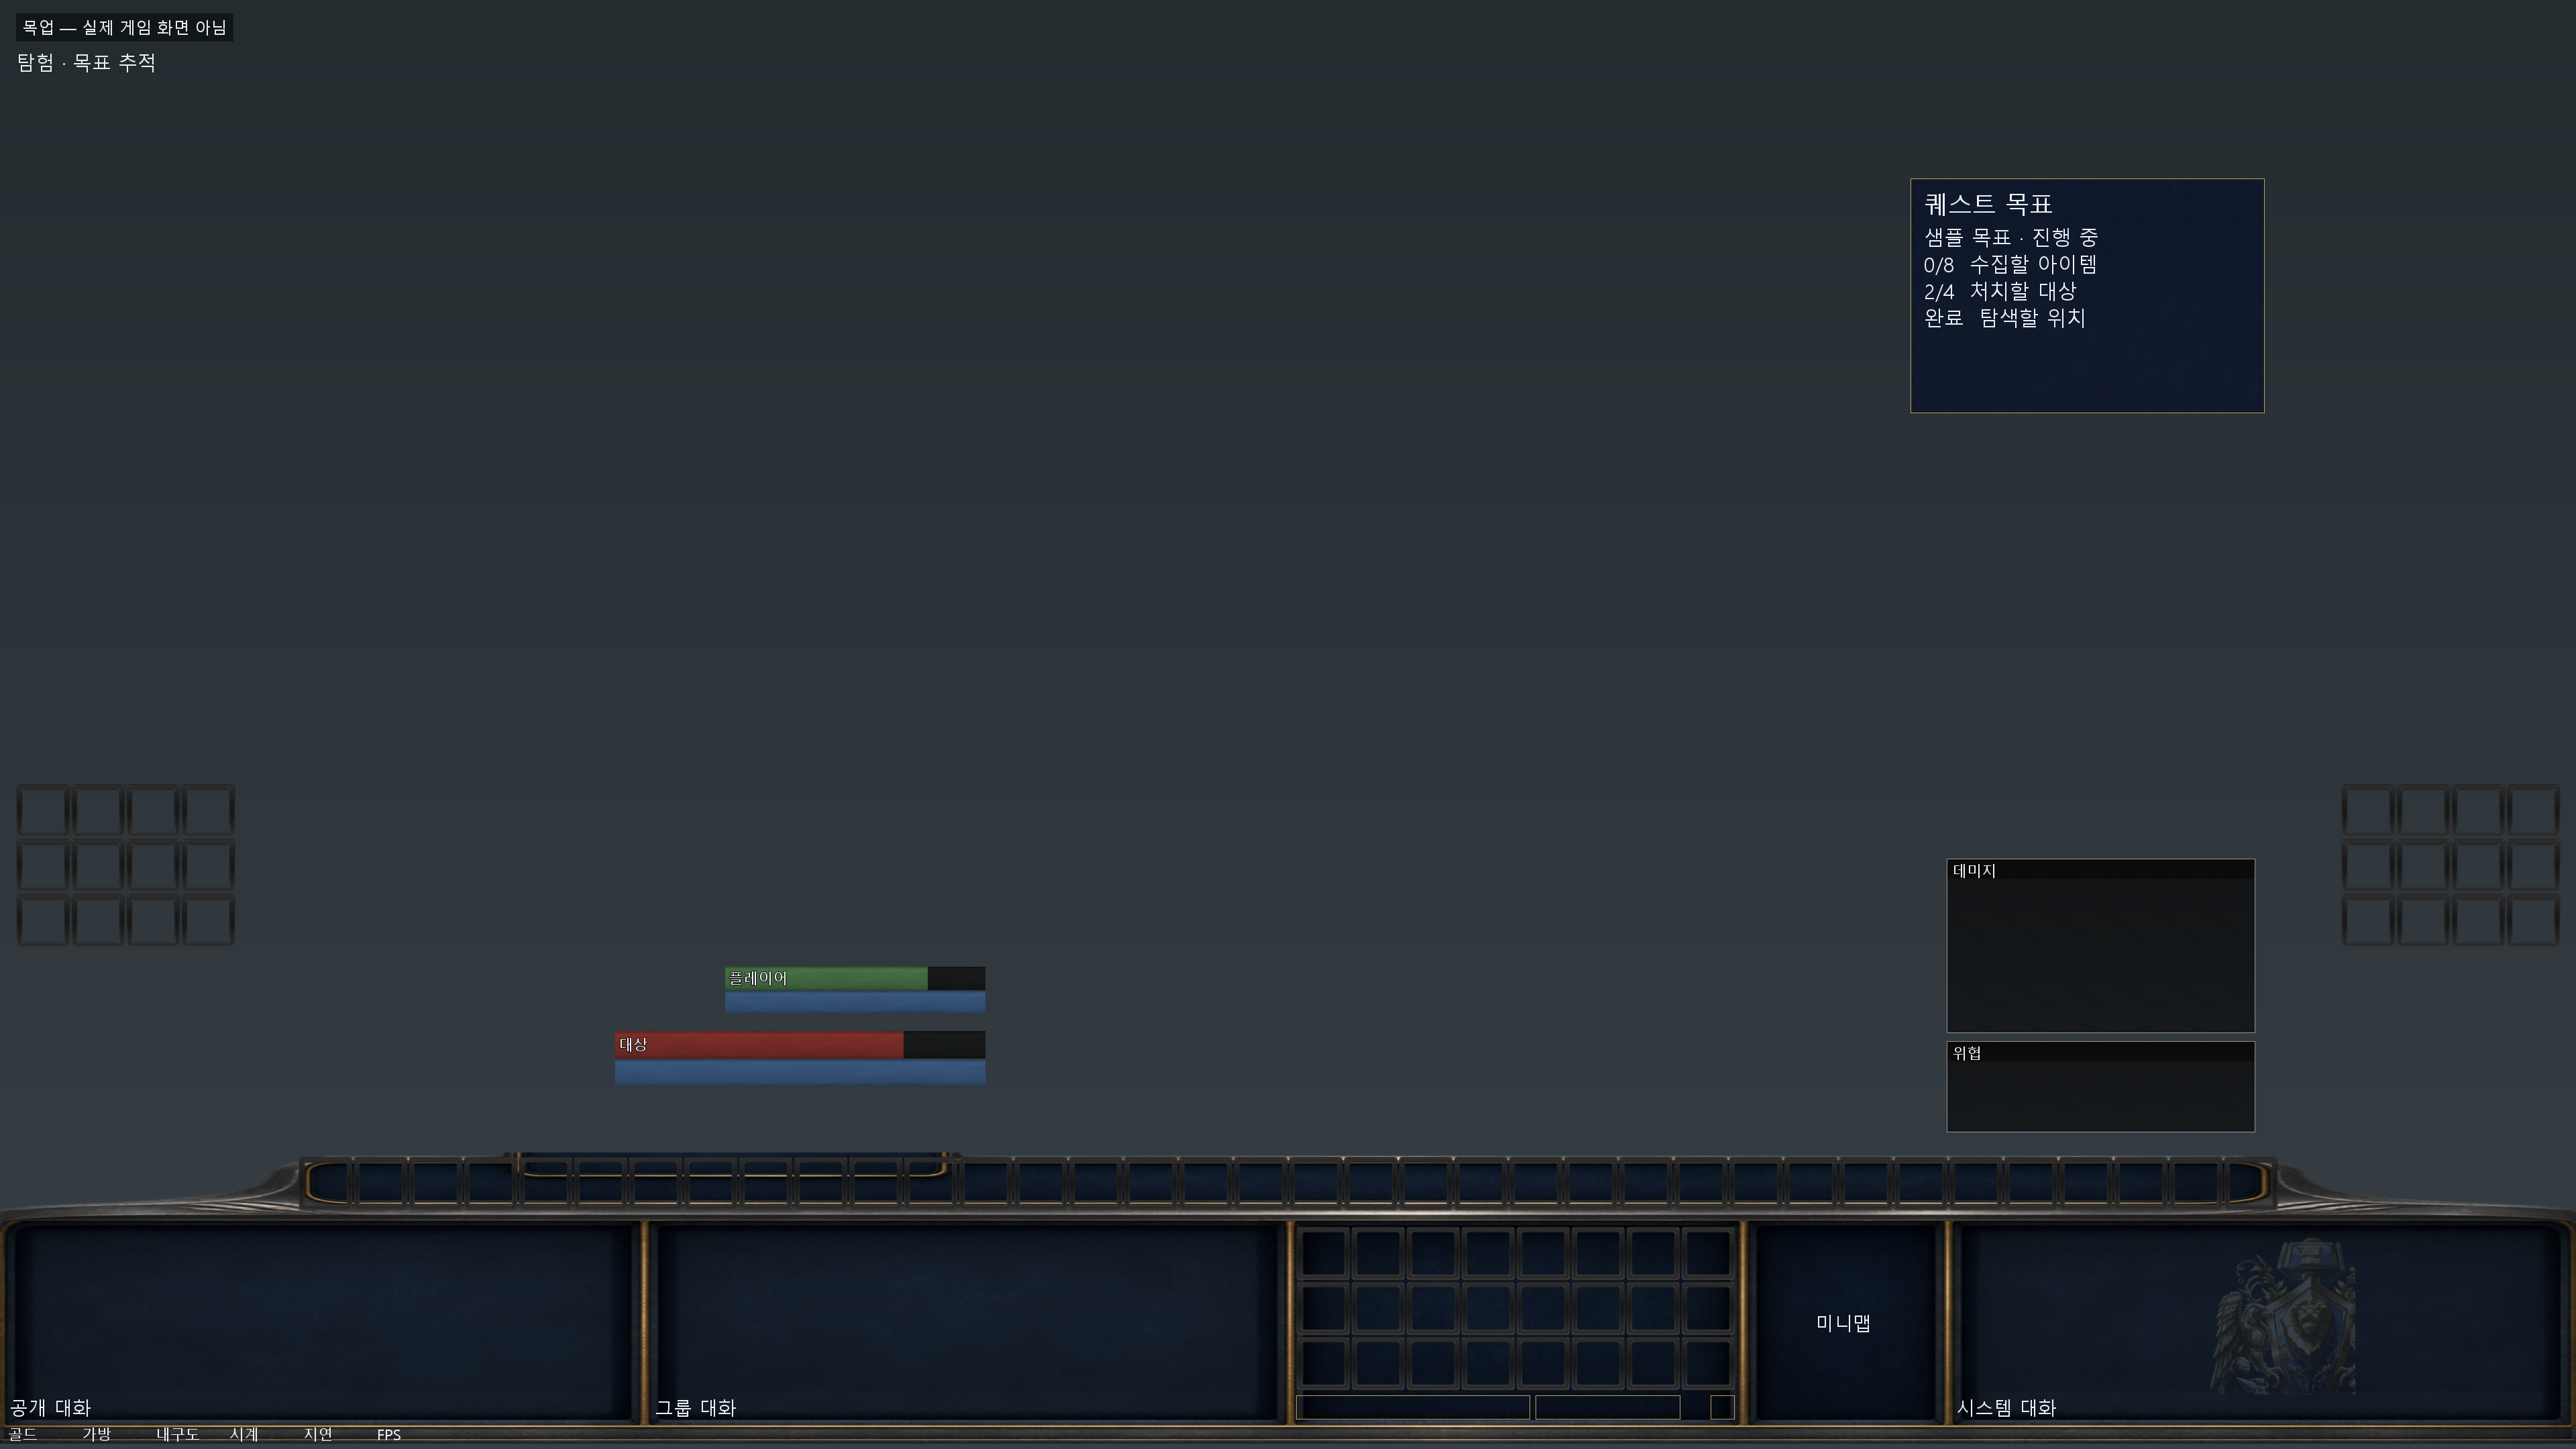 목업 — 실제 게임 화면 아님
탐험 · 목표 추적
퀘스트 목표
샘플 목표 · 진행 중
0/8 수집할 아이템
2/4 처치할 대상
완료 탐색할 위치
데미지
플레이어
대상
위협
미니맵
공개 대화
그룹 대화
시스템 대화
골드 가방 내구도 시계 지연 FPS